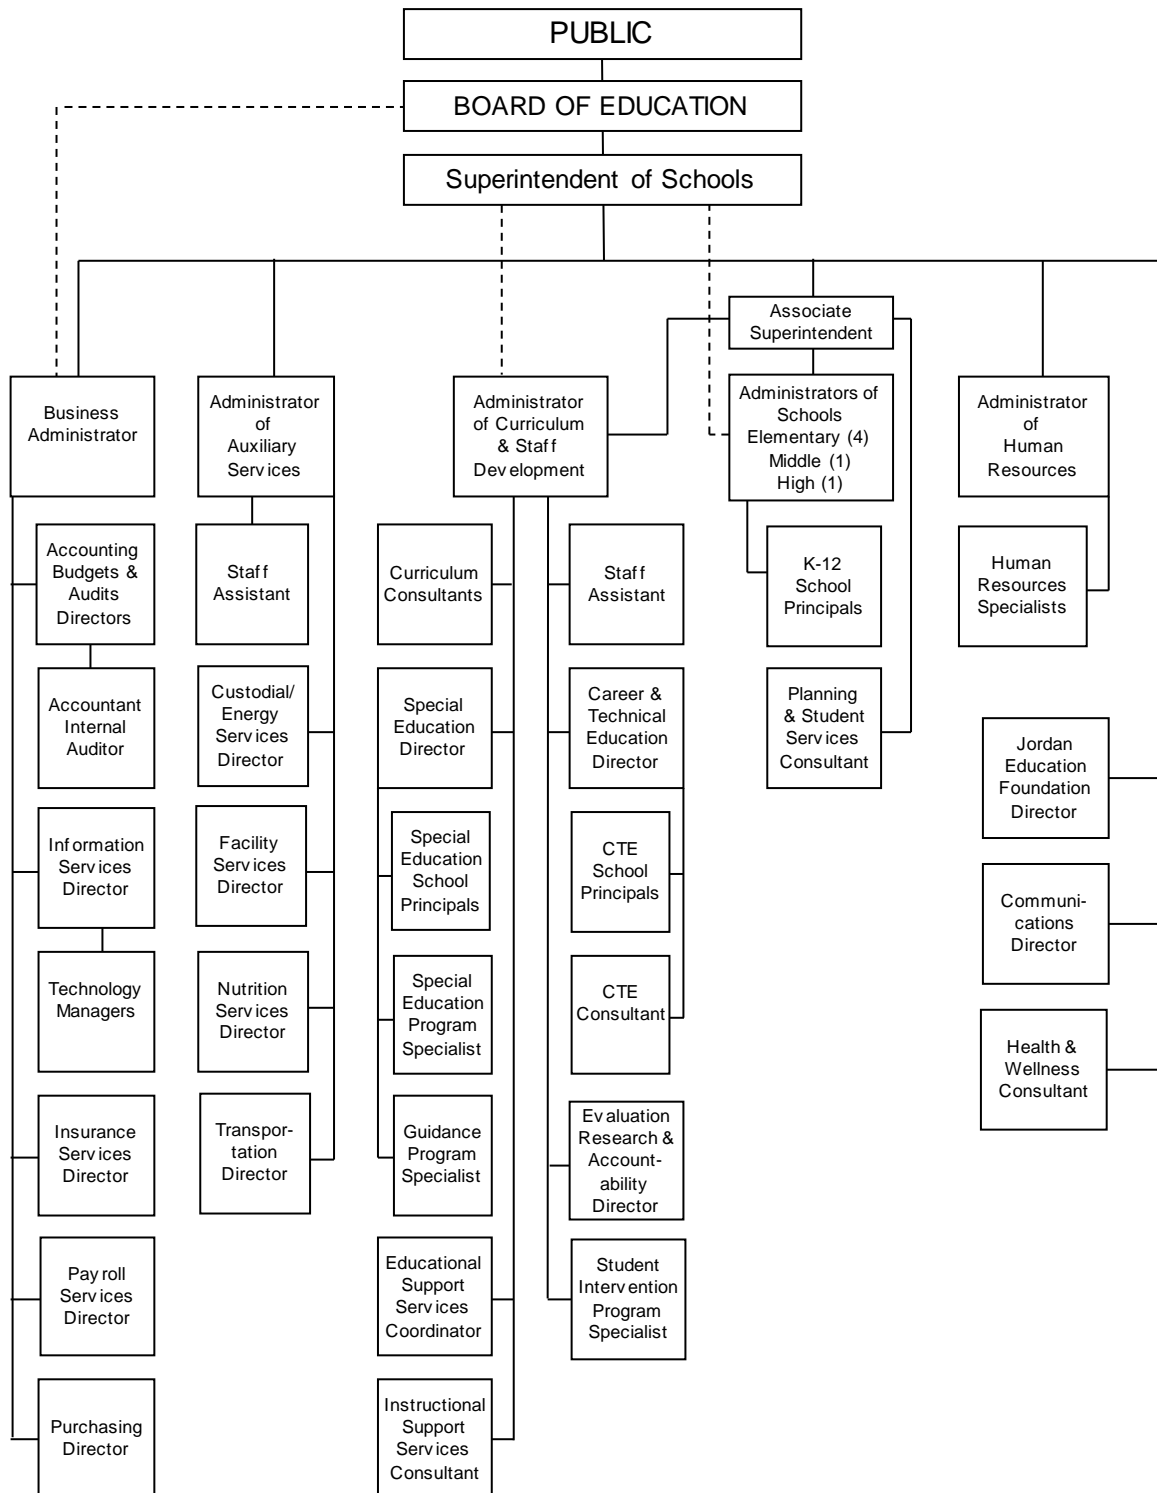 PUBLIC
BOARD OF EDUCATION
Superintendent of Schools
Associate
Superintendent
Business
Administrator
Administrator
of
Auxiliary
Services
Administrator
of Curriculum
& Staff
Development
Administrators of
Schools
Elementary (4)
Middle (1)
High (1)
Administrator
of
Human
Resources
Accounting
Budgets &
Audits
Directors
Staff
Assistant
Curriculum
Consultants
Staff
Assistant
K-12
School
Principals
Human
Resources
Specialists
Accountant
Internal
Auditor
Custodial/
Energy
Services
Director
Special
Education
Director
Career &
Technical
Education
Director
Planning
& Student
Services
Consultant
Jordan
Education
Foundation
Director
Information
Services
Director
Facility
Services
Director
Special
Education
School
Principals
CTE
School
Principals
Communi-
cations
Director
Technology
Managers
Nutrition
Services
Director
Special
Education
Program
Specialist
CTE
Consultant
Health &
Wellness
Consultant
Insurance
Services
Director
Transpor-
tation
Director
Guidance
Program
Specialist
Evaluation
Research &
Account-
ability
Director
Payroll
Services
Director
Educational
Support
Services
Coordinator
Student
Intervention
Program
Specialist
Purchasing
Director
Instructional
Support
Services
Consultant